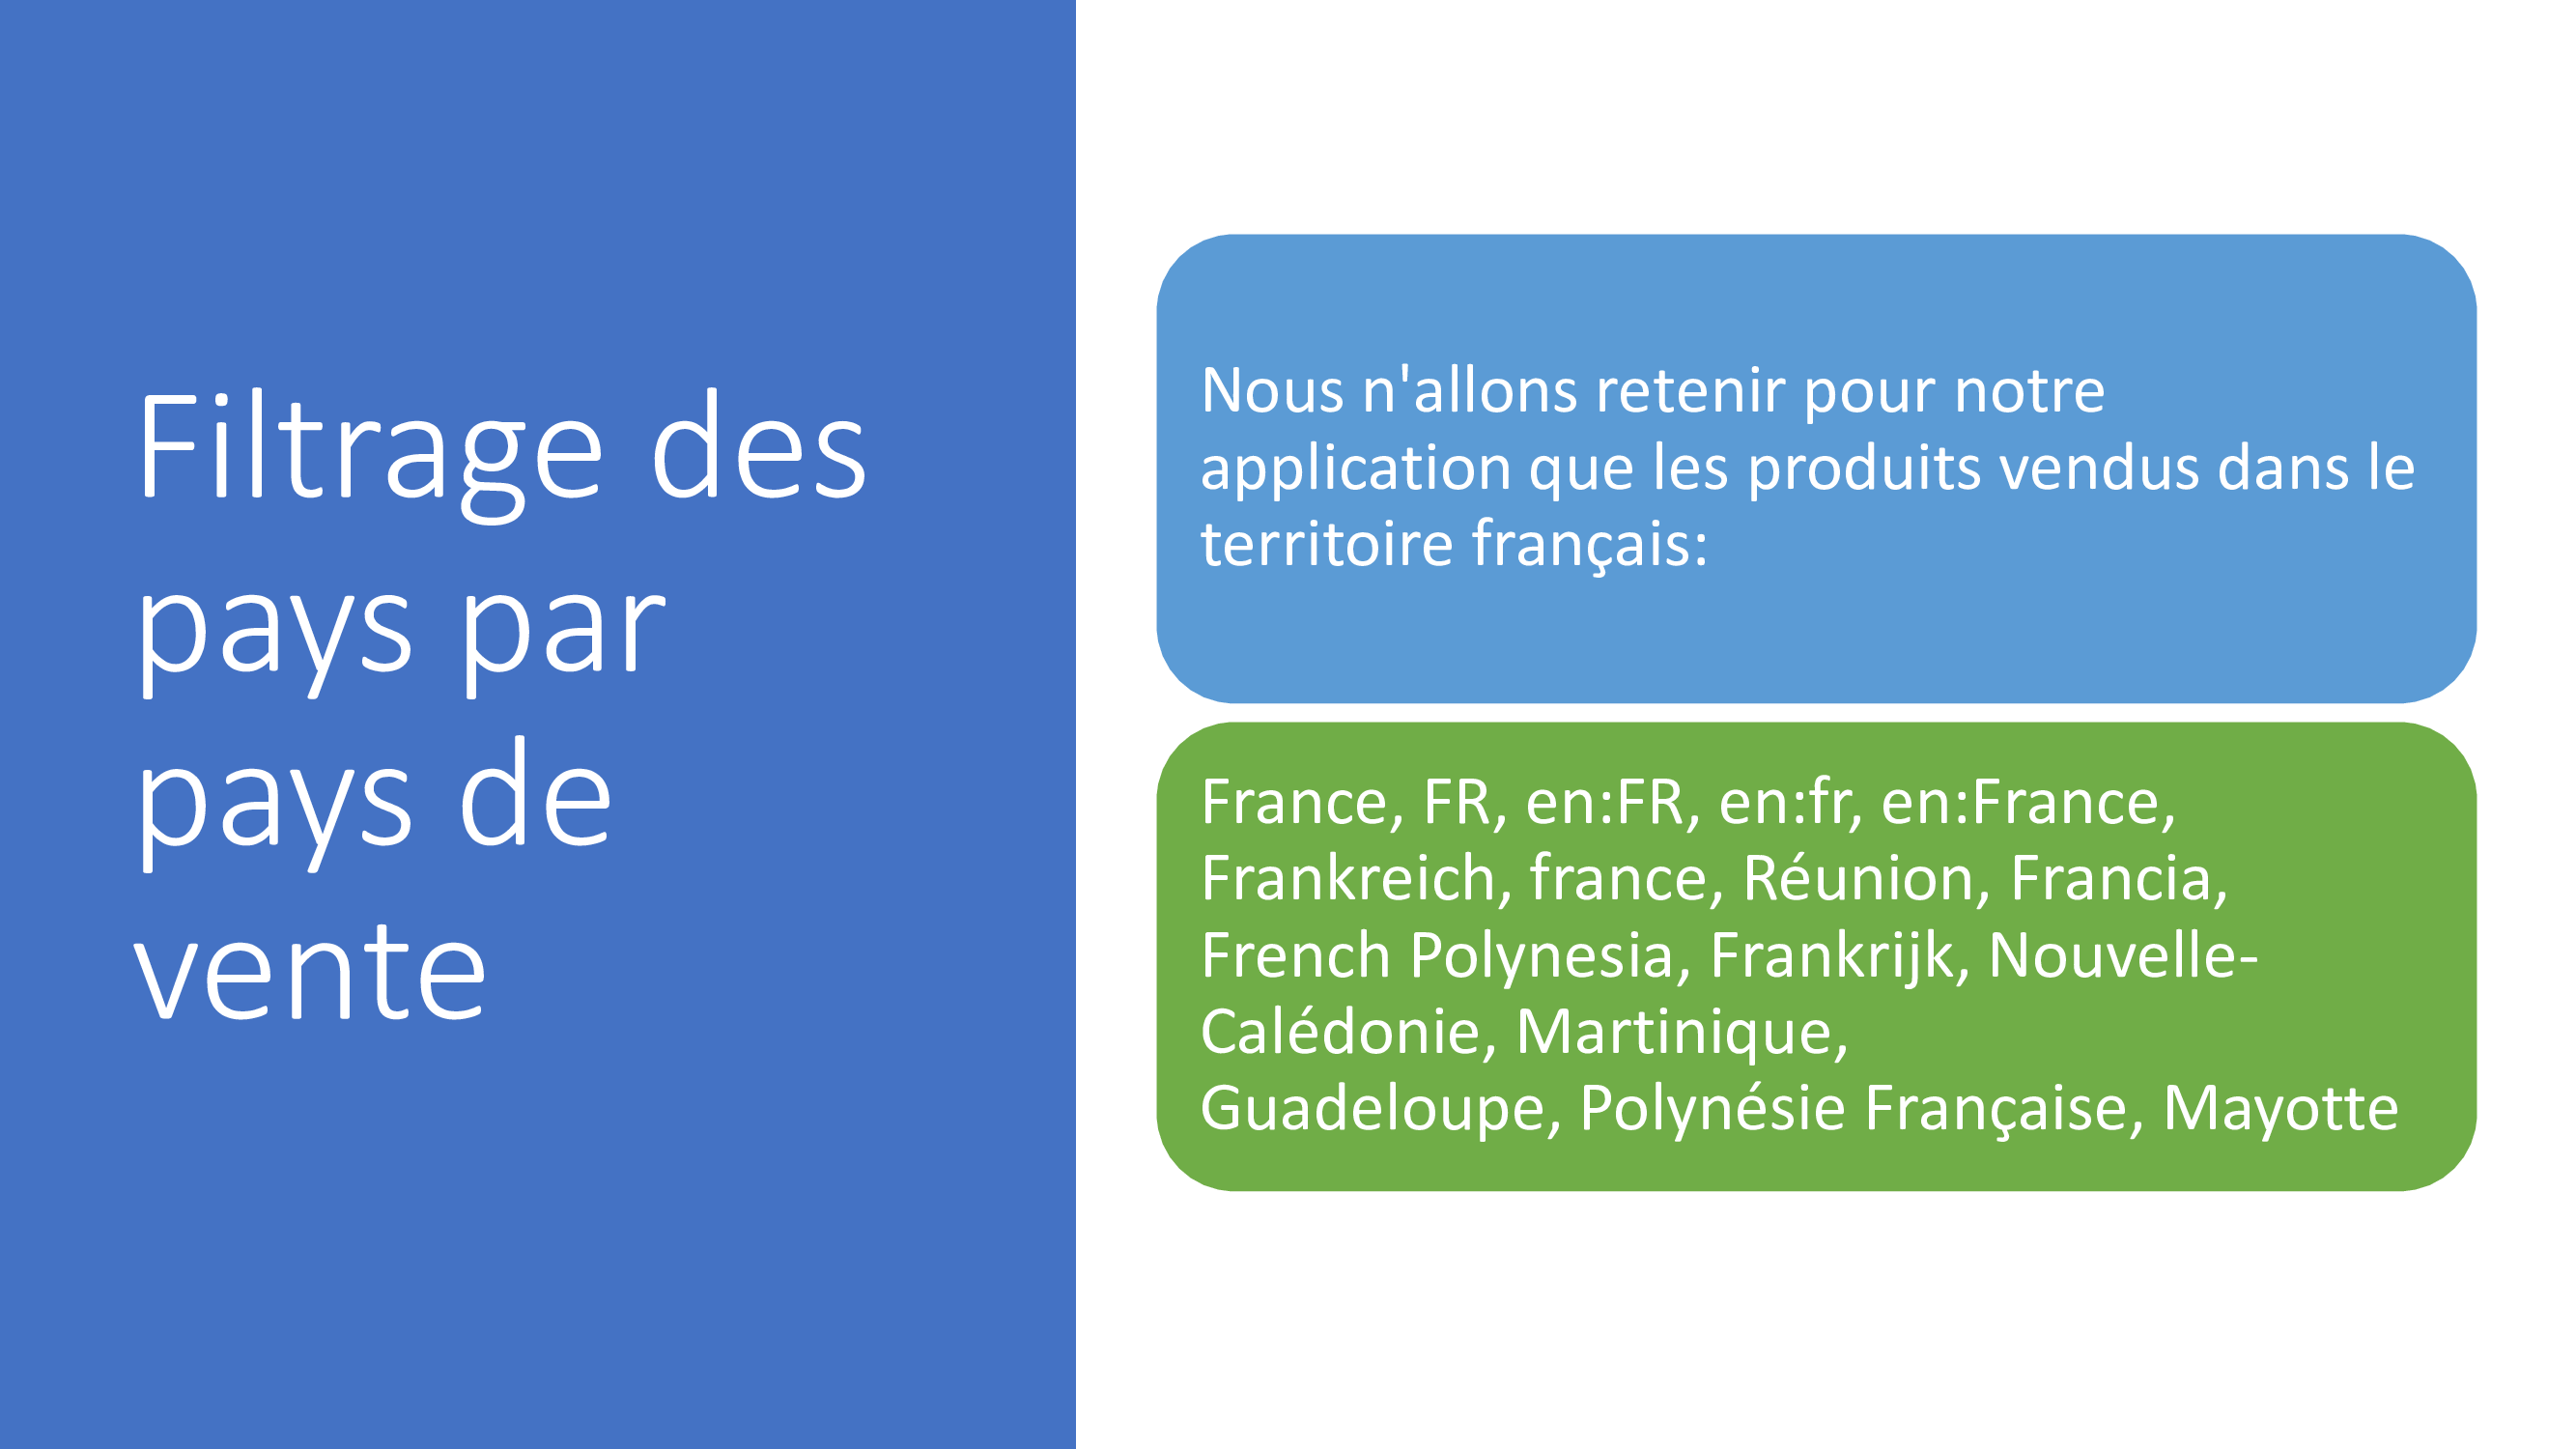 Filtrage des
pays par
pays de
vente
Nous n'allons retenir pour notre
application que les produits vendus dans le
territoire français:
France, FR, en:FR, en:fr, en:France,
Frankreich, france, Réunion, Francia,
French Polynesia, Frankrijk, Nouvelle-
Calédonie, Martinique,
Guadeloupe, Polynésie Française, Mayotte